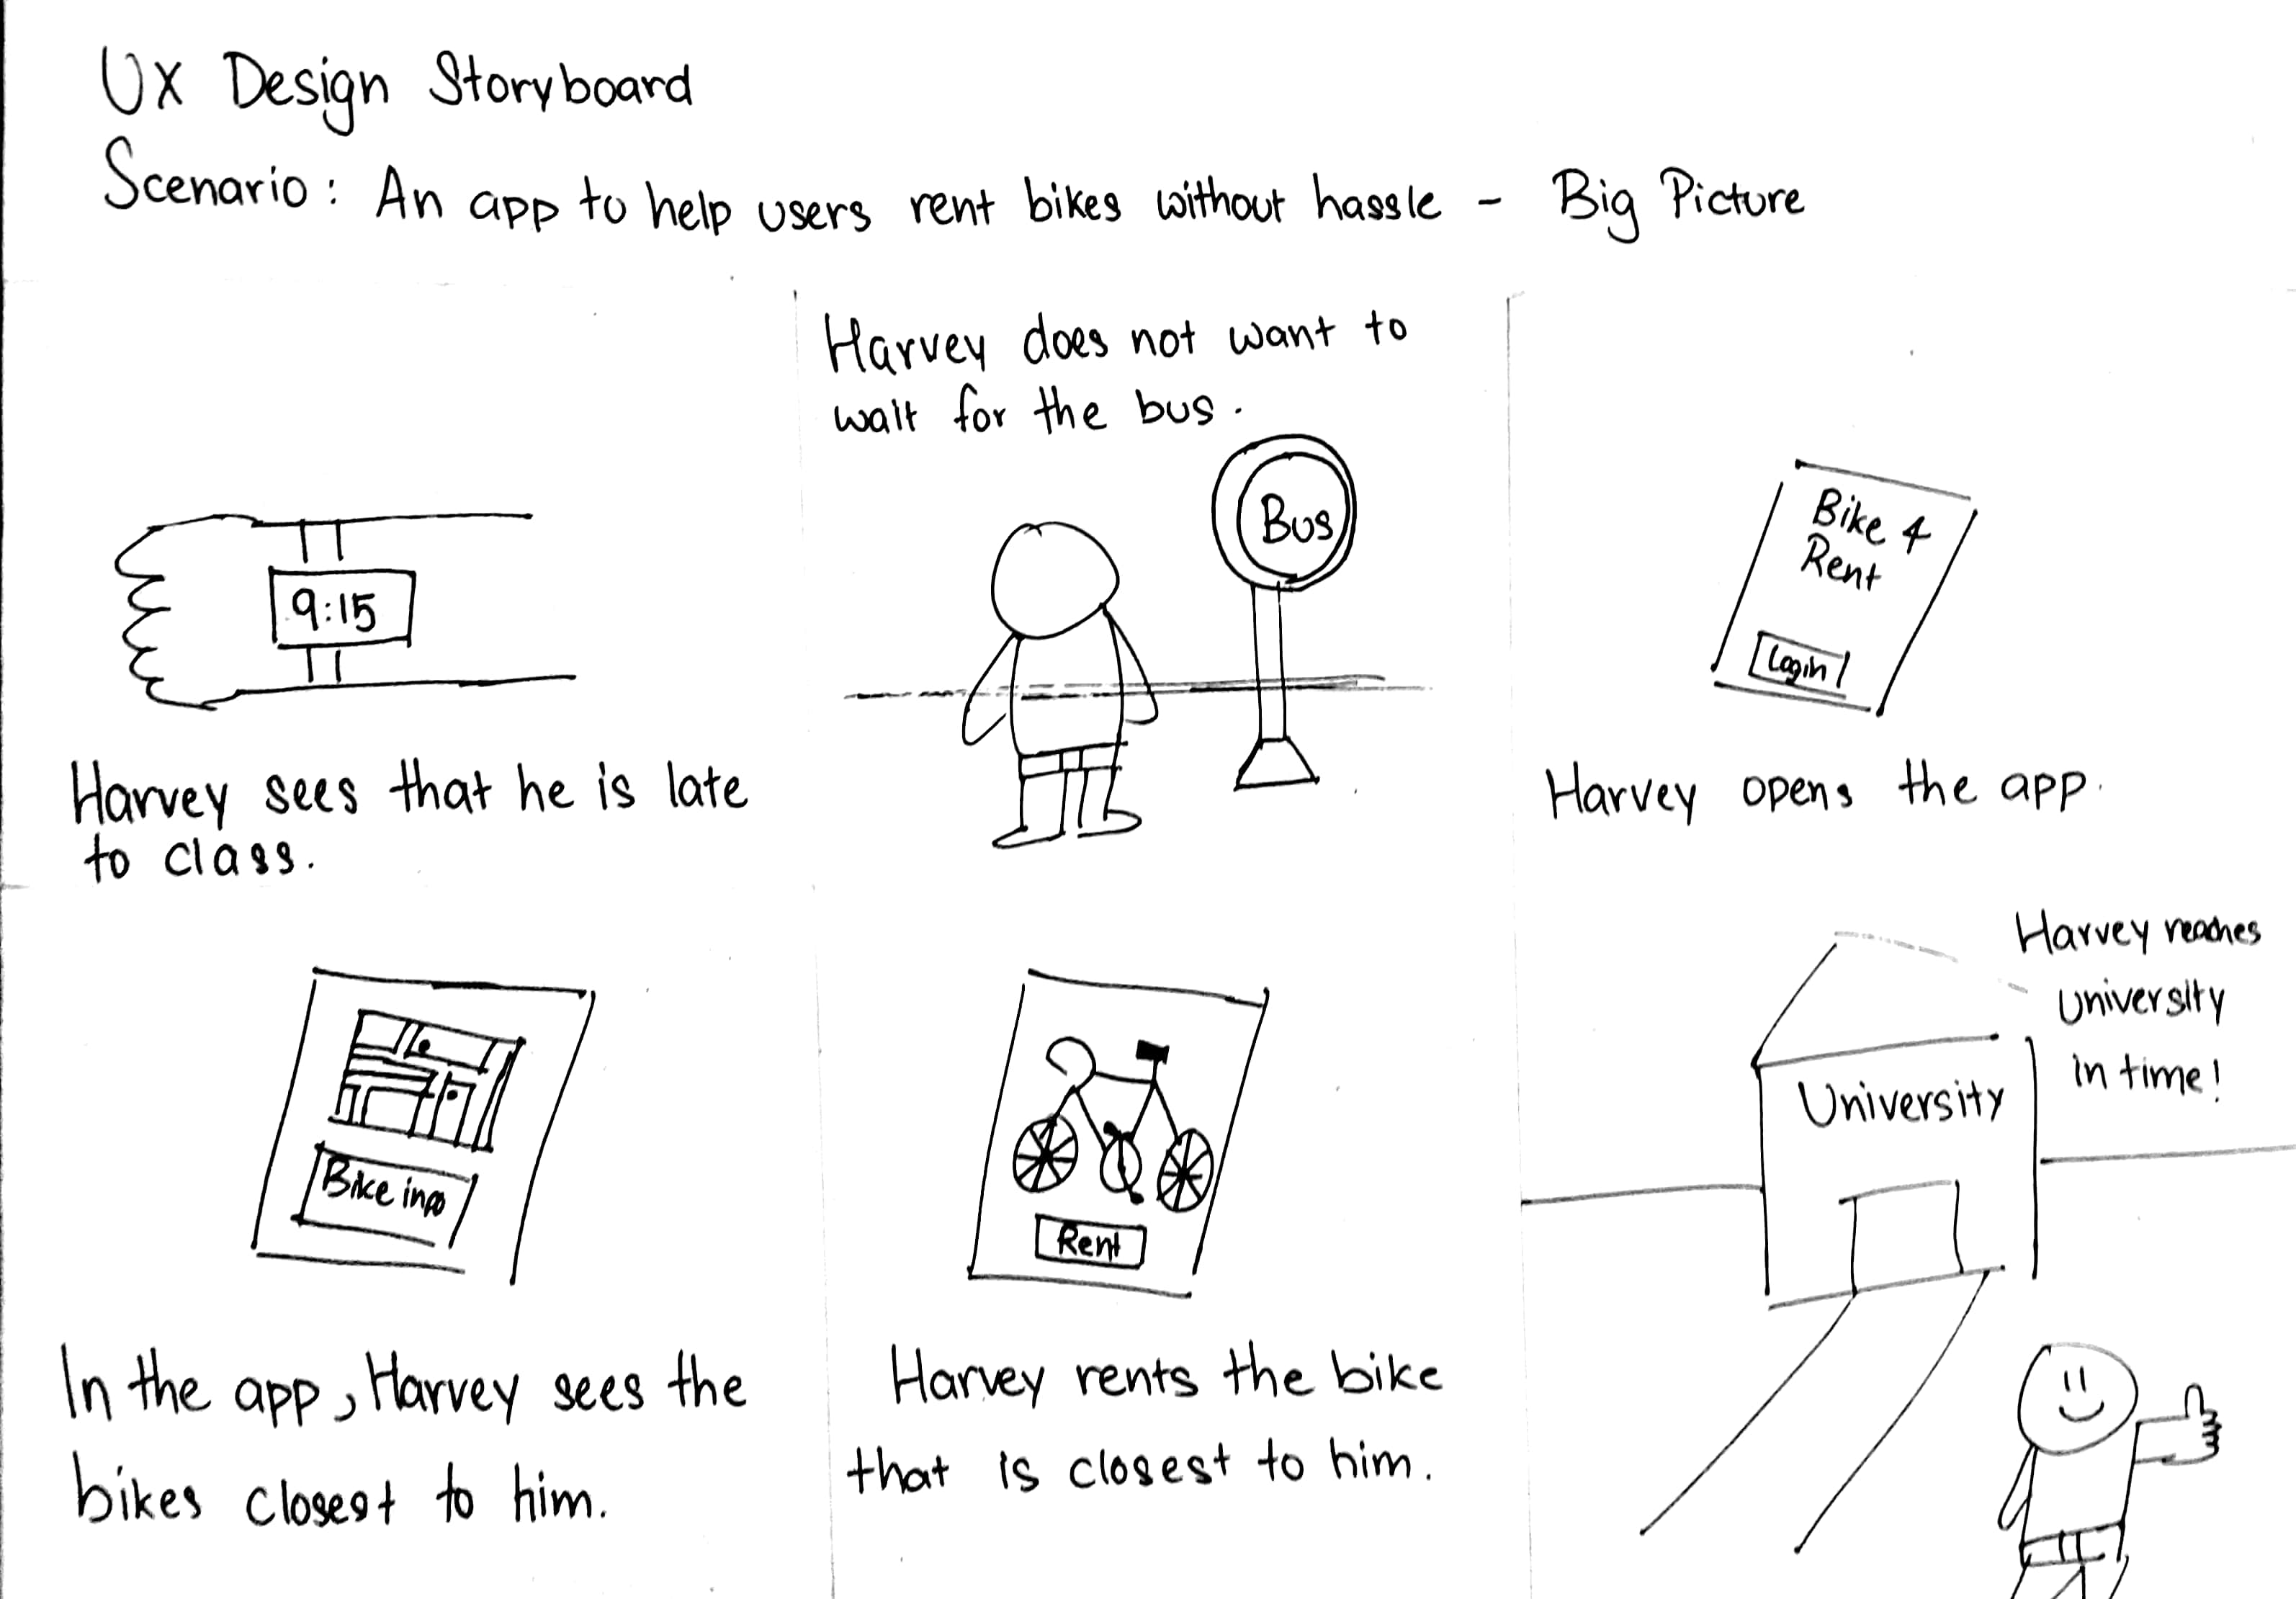 UX Design Storyboard
Scenario: An app to help users rent bikes without hassle - Big Picture
9:15
Harvey sees that he is late
to class.
Harvey does not want to
wait for the bus.
Bus
Bike 4
Rent
Login
Harvey opens the app.
Bike info
In the app, Harvey sees the
bikes closest to him.
Rent
Harvey rents the bike
that is closest to him.
Harvey reaches
university
in time!
University